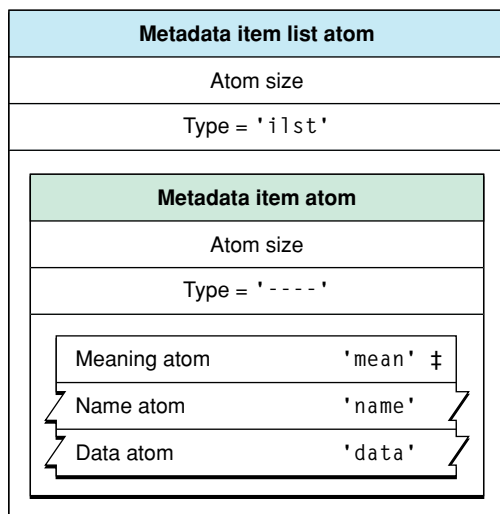 Metadata item list atom
Atom size
Type = 'ilst'
Metadata item atom
Atom size
Type = '----'
Meaning atom 'mean' ‡
Name atom 'name'
Data atom 'data'